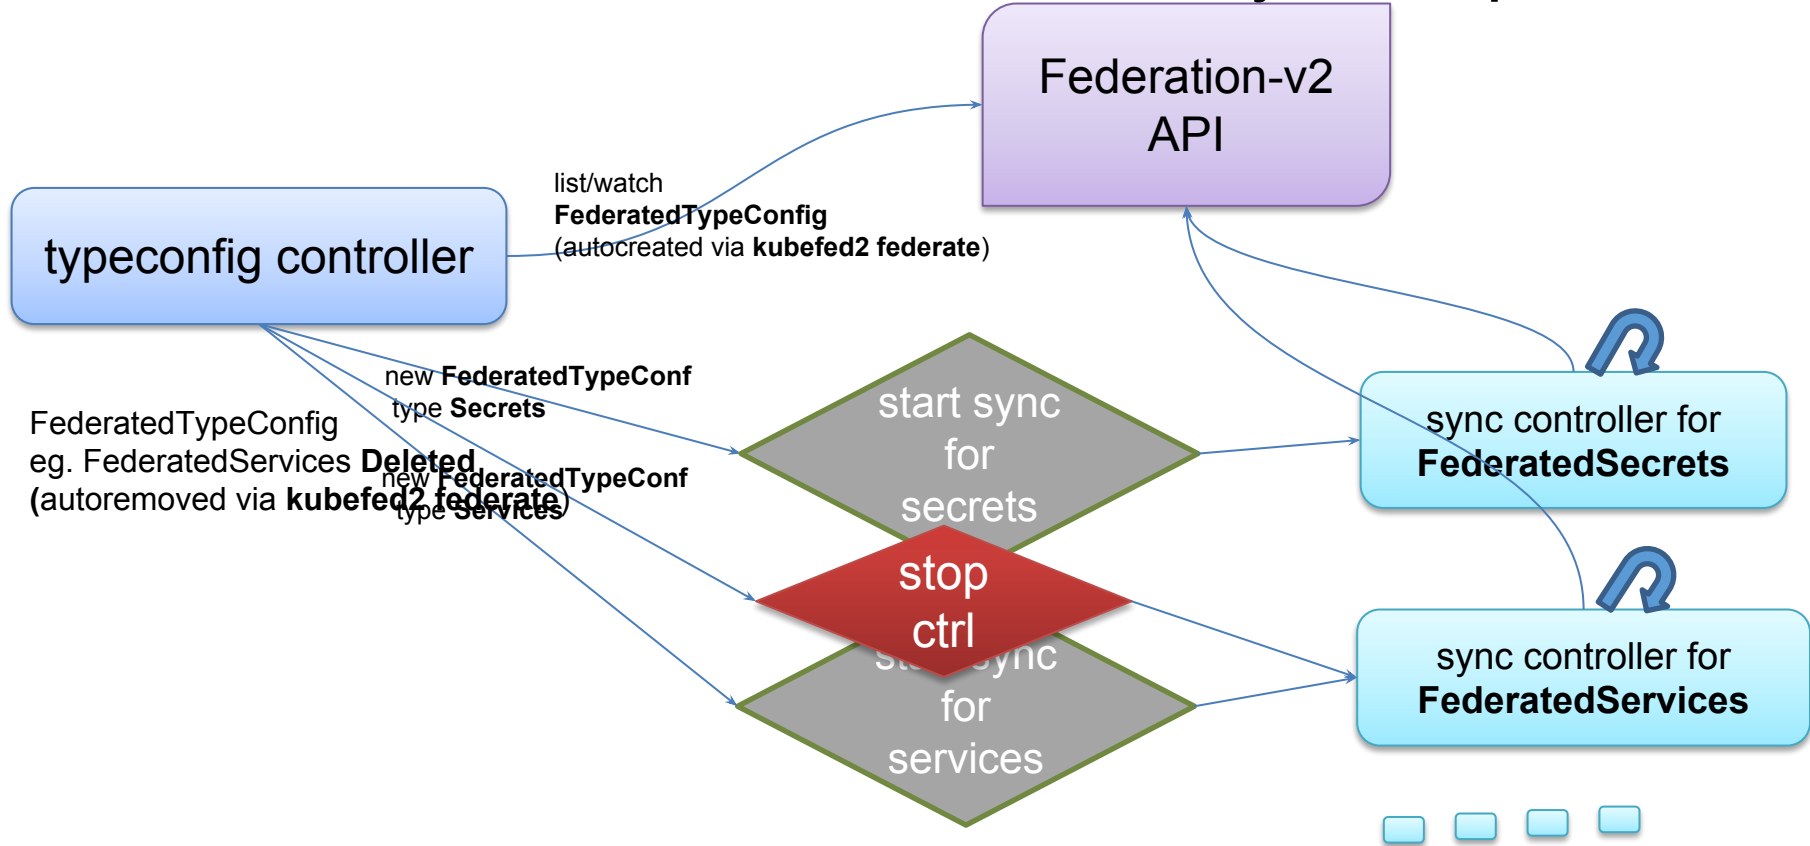 Federation-v2
API
list/watch
FederatedTypeConfig
(autocreated via kubefed2 federate)
typeconfig controller
new FederatedTypeConf
type Secrets
FederatedTypeConfig
eg. FederatedServices Deleted
(autoremoved via kubefed2 federate)
new FederatedTypeConf
type Services
start sync
for
secrets
stop
ctrl
sync
for
services
sync controller for
FederatedSecrets
sync controller for
FederatedServices